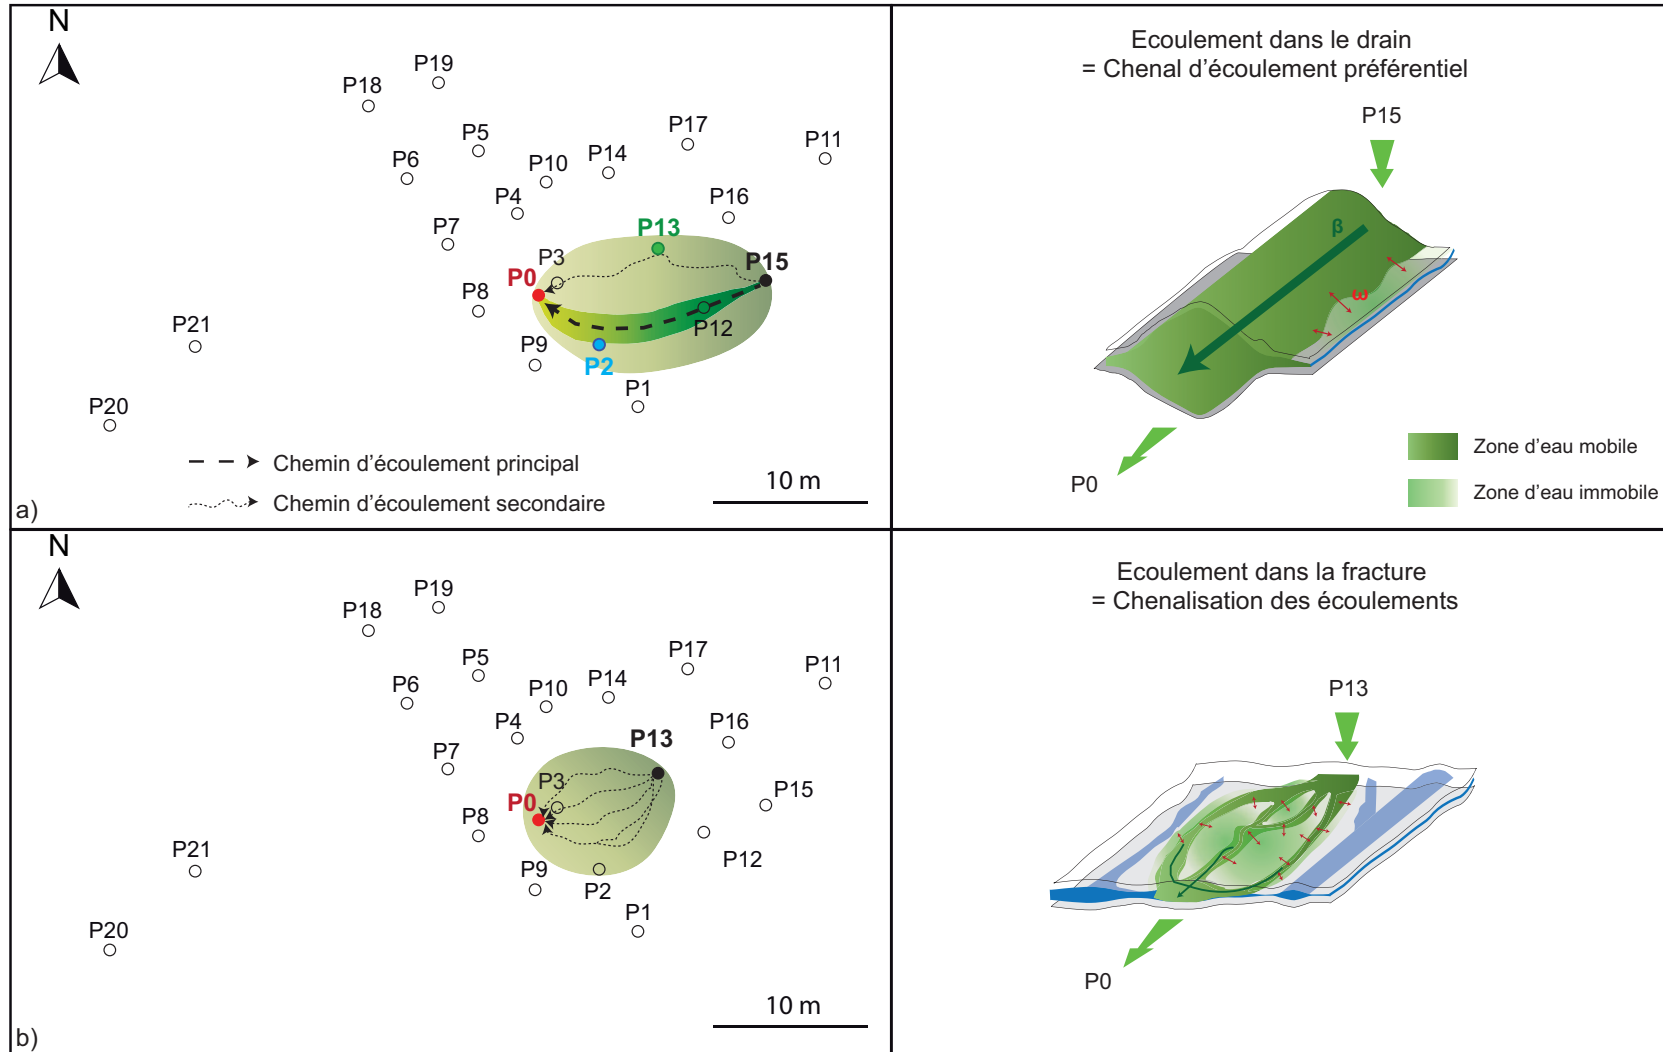 N
P19
P18
P5
P17
P11
P6
P10
P14
P4
P16
P7
P13
P3
P15
P0
P8
P12
P21
P9
P2
P1
P20
Chemin d'écoulement principal
Chemin d'écoulement secondaire
10 m
a)
Ecoulement dans le drain
= Chenal d'écoulement préférentiel
P15
β
ω
P0
Zone d'eau mobile
Zone d'eau immobile
N
P19
P18
P5
P17
P11
P6
P10
P14
P4
P16
P7
P13
P3
P15
P0
P8
P12
P21
P9
P2
P1
P20
10 m
b)
Ecoulement dans la fracture
= Chenalisation des écoulements
P13
P0